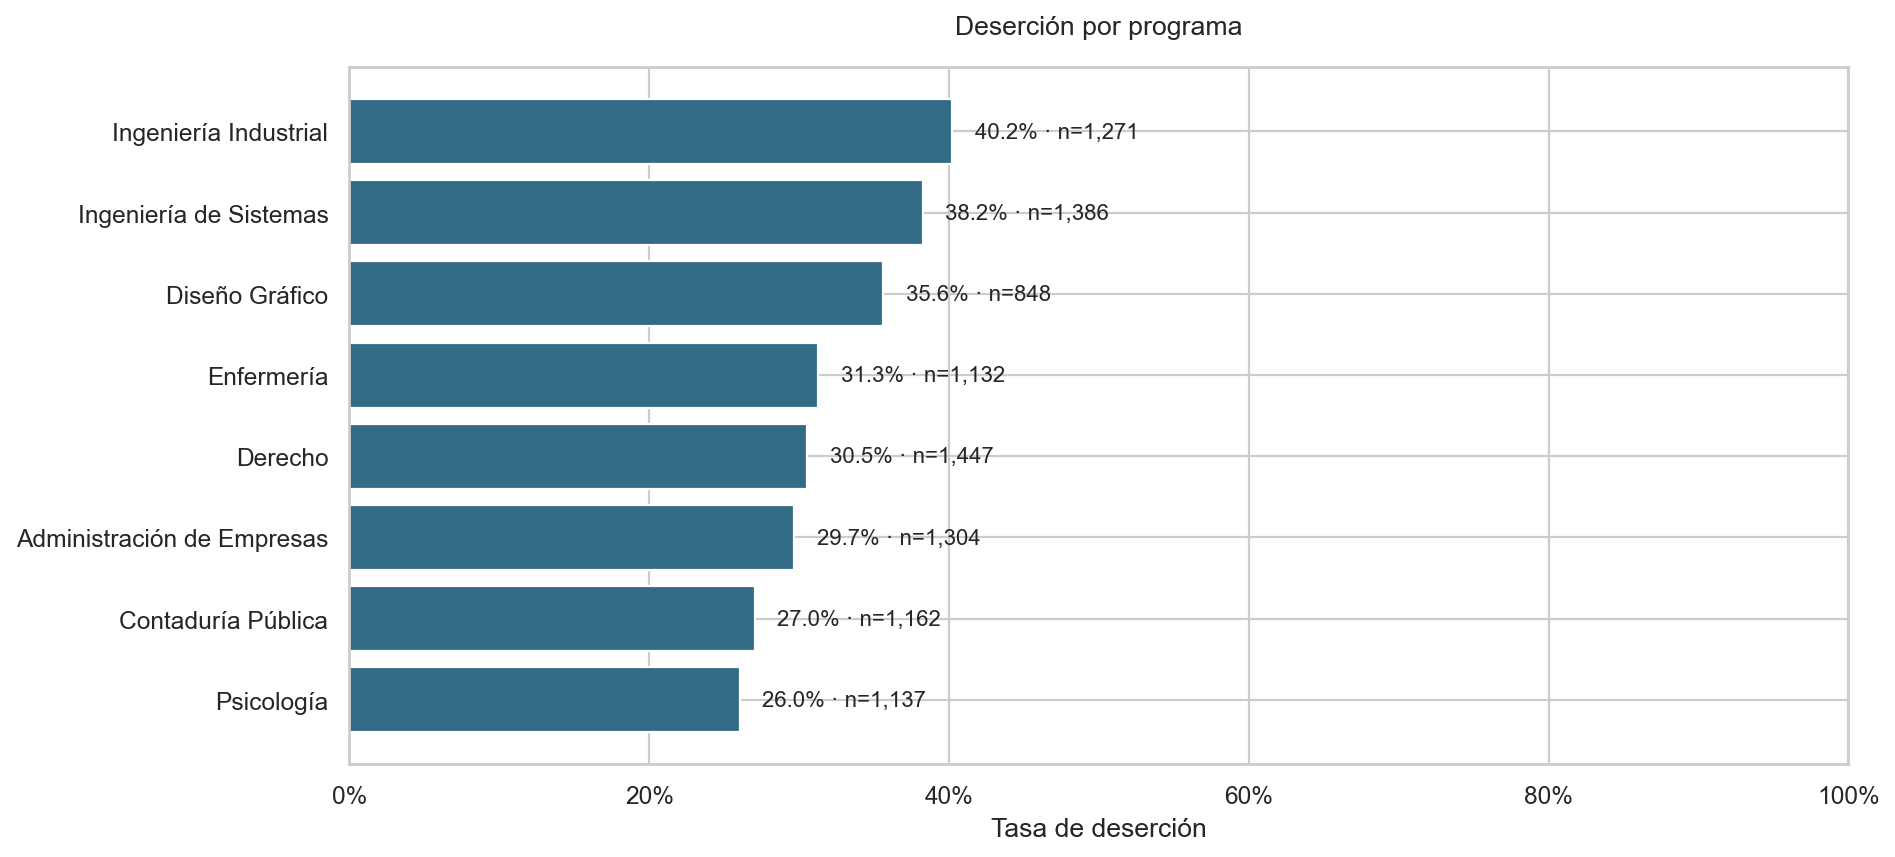 Deserción por programa
Ingeniería Industrial 40.2% · n=1,271
Ingeniería de Sistemas 38.2% · n=1,386
Diseño Gráfico 35.6% · n=848
Enfermería 31.3% · n=1,132
Derecho 30.5% · n=1,447
Administración de Empresas 29.7% · n=1,304
Contaduría Pública 27.0% · n=1,162
Psicología 26.0% · n=1,137
0% 20% 40% 60% 80% 100%
Tasa de deserción